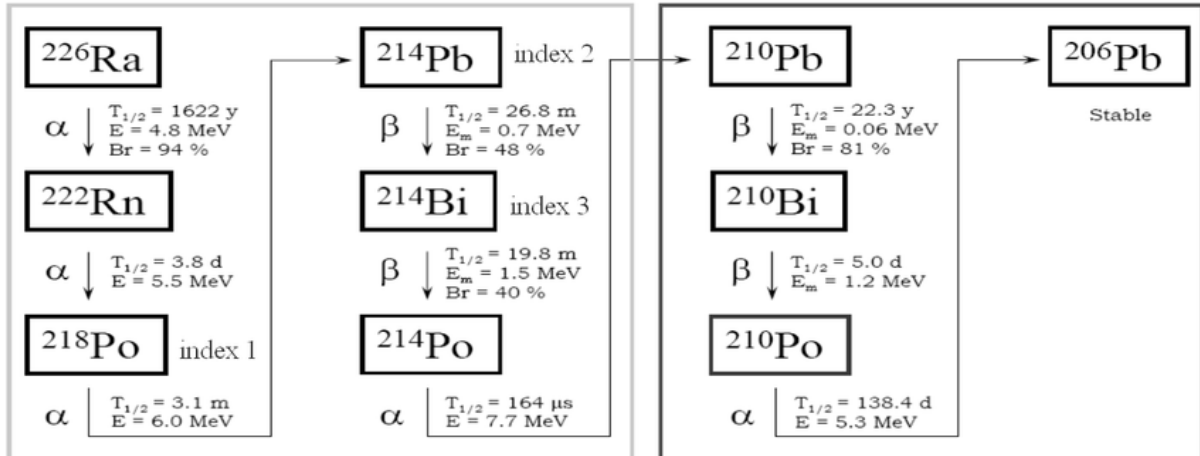 ²²⁶Ra
α
T₁/₂ = 1622 y
E = 4.8 MeV
Br = 94 %
²²²Rn
α
T₁/₂ = 3.8 d
E = 5.5 MeV
²¹⁸Po index 1
α
T₁/₂ = 3.1 m
E = 6.0 MeV
²¹⁴Pb index 2
β
T₁/₂ = 26.8 m
Eₘ = 0.7 MeV
Br = 48 %
²¹⁴Bi index 3
β
T₁/₂ = 19.8 m
Eₘ = 1.5 MeV
Br = 40 %
²¹⁴Po
α
T₁/₂ = 164 μs
E = 7.7 MeV
²¹⁰Pb
β
T₁/₂ = 22.3 y
Eₘ = 0.06 MeV
Br = 81 %
²¹⁰Bi
β
T₁/₂ = 5.0 d
Eₘ = 1.2 MeV
²¹⁰Po
α
T₁/₂ = 138.4 d
E = 5.3 MeV
²⁰⁶Pb
Stable